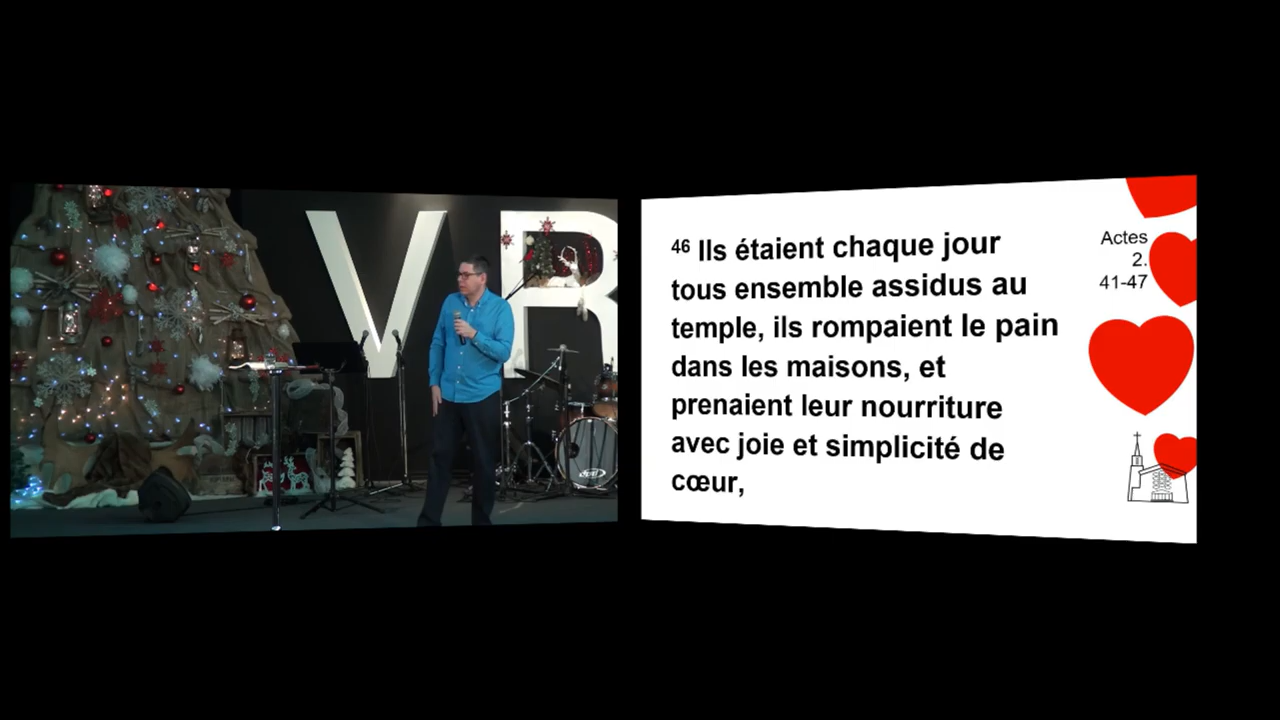 VR
46 Ils étaient chaque jour
tous ensemble assidus au
temple, ils rompaient le pain
dans les maisons, et
prenaient leur nourriture
avec joie et simplicité de
cœur,
Actes
2.
41-47